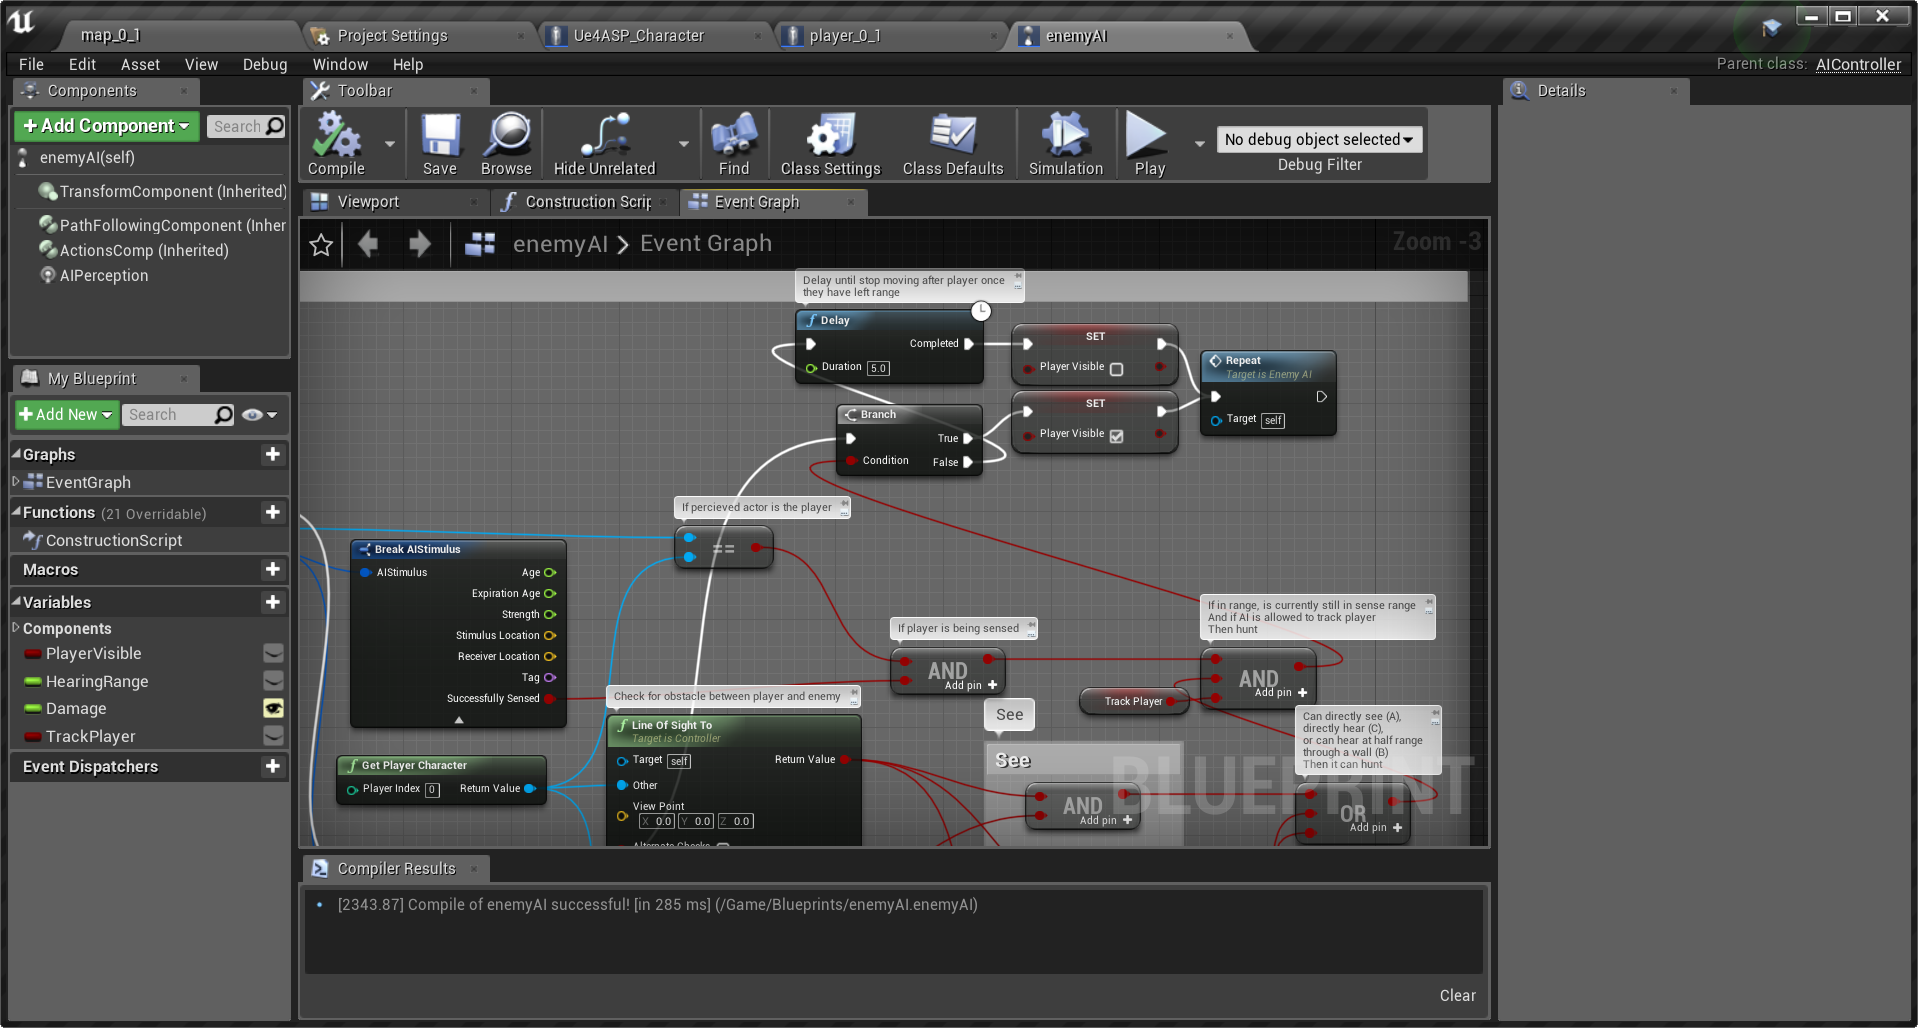 map_0_1
Project Settings
Ue4ASP_Character
player_0_1
enemyAI
File Edit Asset View Debug Window Help
Parent class: AIController
Components
Toolbar
Details
Add Component
Search
enemyAI(self)
TransformComponent (Inherited)
PathFollowingComponent (Inher
ActionsComp (Inherited)
AIPerception
Compile
Save
Browse
Hide Unrelated
Find
Class Settings
Class Defaults
Simulation
Play
No debug object selected
Debug Filter
Viewport
Construction Scrip
Event Graph
enemyAI > Event Graph
Zoom -3
My Blueprint
Add New
Search
Graphs
EventGraph
Functions (21 Overridable)
ConstructionScript
Macros
Variables
Components
PlayerVisible
HearingRange
Damage
TrackPlayer
Event Dispatchers
Delay until stop moving after player once
they have left range
Delay
Completed
Duration 5.0
SET
Player Visible
SET
Player Visible
Repeat
Target is Enemy AI
Target self
Branch
True
Condition
False
If percieved actor is the player
==
Break AIStimulus
AIStimulus
Age
Expiration Age
Strength
Stimulus Location
Receiver Location
Tag
Successfully Sensed
Get Player Character
Player Index 0
Return Value
Check for obstacle between player and enemy
Line Of Sight To
Target is Controller
Target self
Return Value
Other
View Point
X 0.0 Y 0.0 Z 0.0
Alternate Checks
If player is being sensed
AND
Add pin +
If in range, is currently still in sense range
And if AI is allowed to track player
Then hunt
AND
Add pin +
Track Player
See
See
AND
Add pin +
Can directly see (A),
directly hear (C),
or can hear at half range
through a wall (B)
Then it can hunt
OR
Add pin +
BLUEPRINT
Compiler Results
[2343.87] Compile of enemyAI successful! [in 285 ms] (/Game/Blueprints/enemyAI.enemyAI)
Clear